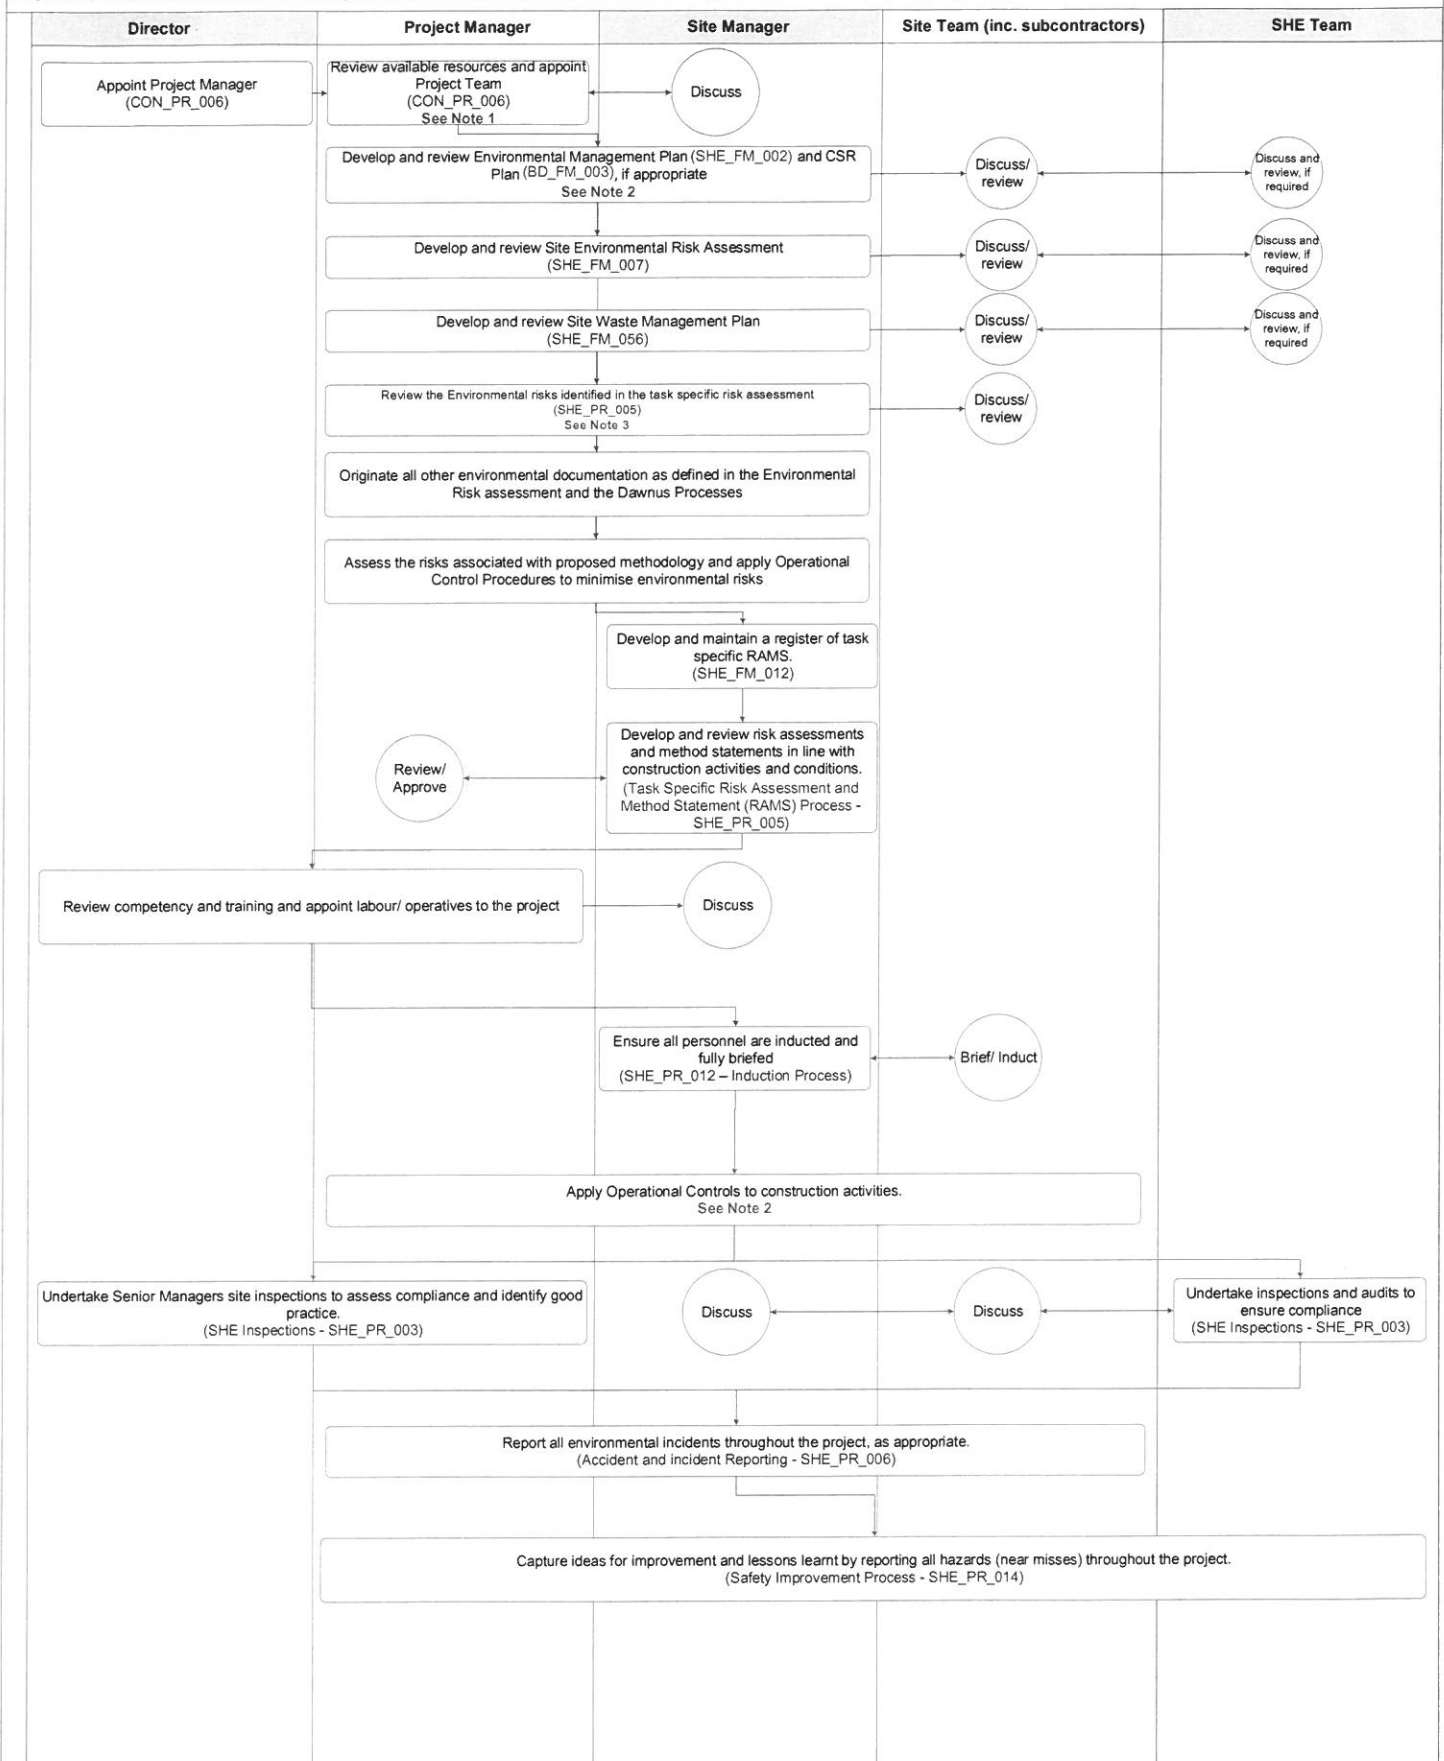 Director
Project Manager
Site Manager
Site Team (inc. subcontractors)
SHE Team
Appoint Project Manager
(CON_PR_006)
Review available resources and appoint
Project Team
(CON_PR_006)
See Note 1
Discuss
Develop and review Environmental Management Plan (SHE_FM_002) and CSR
Plan (BD_FM_003), if appropriate
See Note 2
Discuss/
review
Discuss and
review, if
required
Develop and review Site Environmental Risk Assessment
(SHE_FM_007)
Discuss/
review
Discuss and
review, if
required
Develop and review Site Waste Management Plan
(SHE_FM_056)
Discuss/
review
Discuss and
review, if
required
Review the Environmental risks identified in the task specific risk assessment
(SHE_PR_005)
See Note 3
Discuss/
review
Originate all other environmental documentation as defined in the Environmental
Risk assessment and the Dawnus Processes
Assess the risks associated with proposed methodology and apply Operational
Control Procedures to minimise environmental risks
Develop and maintain a register of task
specific RAMS.
(SHE_FM_012)
Review/
Approve
Develop and review risk assessments
and method statements in line with
construction activities and conditions.
(Task Specific Risk Assessment and
Method Statement (RAMS) Process -
SHE_PR_005)
Review competency and training and appoint labour/ operatives to the project
Discuss
Ensure all personnel are inducted and
fully briefed
(SHE_PR_012 – Induction Process)
Brief/ Induct
Apply Operational Controls to construction activities.
See Note 2
Undertake Senior Managers site inspections to assess compliance and identify good
practice.
(SHE Inspections - SHE_PR_003)
Discuss
Discuss
Undertake inspections and audits to
ensure compliance
(SHE Inspections - SHE_PR_003)
Report all environmental incidents throughout the project, as appropriate.
(Accident and incident Reporting - SHE_PR_006)
Capture ideas for improvement and lessons learnt by reporting all hazards (near misses) throughout the project.
(Safety Improvement Process - SHE_PR_014)